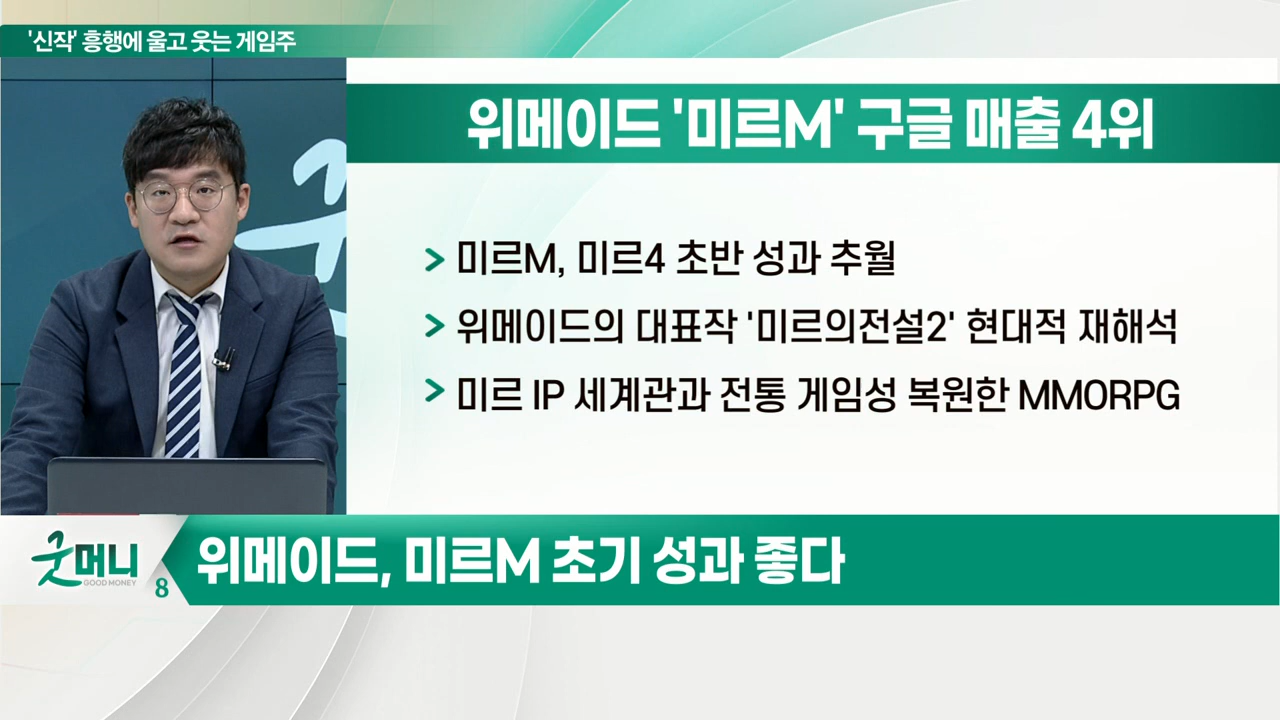 '신작' 흥행에 울고 웃는 게임주
위메이드 '미르M' 구글 매출 4위
> 미르M, 미르4 초반 성과 추월
> 위메이드의 대표작 '미르의전설2' 현대적 재해석
> 미르 IP 세계관과 전통 게임성 복원한 MMORPG
굿머니
GOOD MONEY
8
위메이드, 미르M 초기 성과 좋다